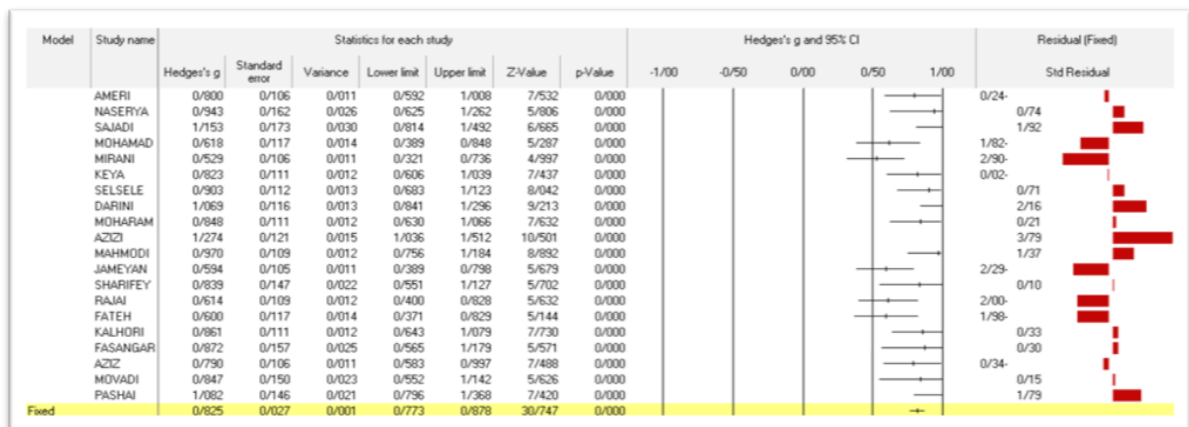 Model Study name Statistics for each study Hedges's g and 95% CI Residual (Fixed)
Hedges's g Standard error Variance Lower limit Upper limit Z-Value p-Value -1/00 -0/50 0/00 0/50 1/00 Std Residual
AMERI 0/800 0/106 0/011 0/592 1/008 7/532 0/000 0/24-
NASERYA 0/943 0/162 0/026 0/625 1/262 5/806 0/000 0/74
SAJADI 1/153 0/173 0/030 0/814 1/492 6/665 0/000 1/92
MOHAMAD 0/618 0/117 0/014 0/389 0/848 5/287 0/000 1/82-
MIRANI 0/529 0/106 0/011 0/321 0/736 4/997 0/000 2/90-
KEYA 0/823 0/111 0/012 0/606 1/039 7/437 0/000 0/02-
SELSELE 0/903 0/112 0/013 0/683 1/123 8/042 0/000 0/71
DARINI 1/069 0/116 0/013 0/841 1/296 9/213 0/000 2/16
MOHARAM 0/848 0/111 0/012 0/630 1/066 7/632 0/000 0/21
AZIZI 1/274 0/121 0/015 1/036 1/512 10/501 0/000 3/79
MAHMODI 0/970 0/109 0/012 0/756 1/184 8/892 0/000 1/37
JAMEYAN 0/594 0/105 0/011 0/389 0/798 5/679 0/000 2/29-
SHARIFEY 0/839 0/147 0/022 0/551 1/127 5/702 0/000 0/10
RAJAI 0/614 0/109 0/012 0/400 0/828 5/632 0/000 2/00-
FATEH 0/600 0/117 0/014 0/371 0/829 5/144 0/000 1/98-
KALHORI 0/861 0/111 0/012 0/643 1/079 7/730 0/000 0/33
FASANGAR 0/872 0/157 0/025 0/565 1/179 5/571 0/000 0/30
AZIZ 0/790 0/106 0/011 0/583 0/997 7/488 0/000 0/34-
MOVADI 0/847 0/150 0/023 0/552 1/142 5/626 0/000 0/15
PASHAI 1/082 0/146 0/021 0/796 1/368 7/420 0/000 1/79
Fixed 0/825 0/027 0/001 0/773 0/878 30/747 0/000